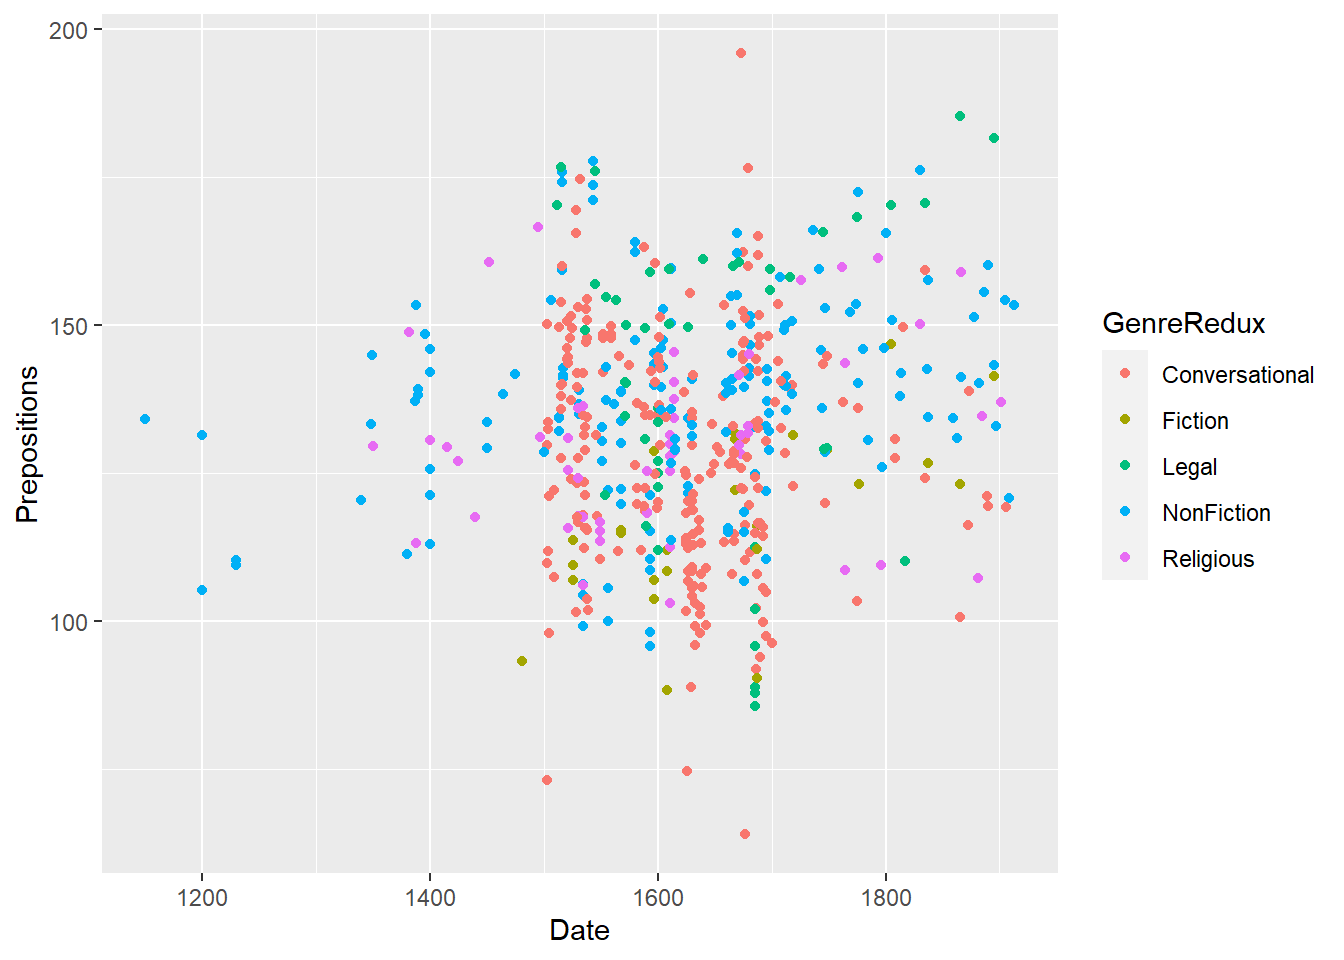 200
150
100
Prepositions
1200 1400 1600 1800
Date
GenreRedux
Conversational
Fiction
Legal
NonFiction
Religious